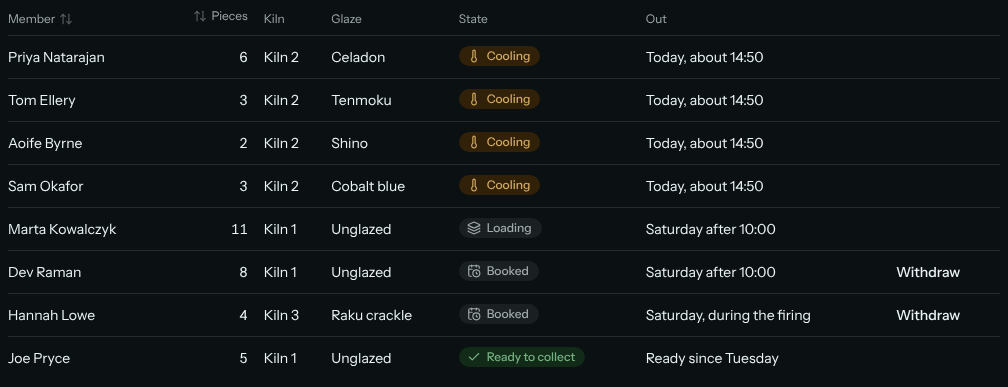 Member Pieces Kiln Glaze State Out
Priya Natarajan 6 Kiln 2 Celadon Cooling Today, about 14:50
Tom Ellery 3 Kiln 2 Tenmoku Cooling Today, about 14:50
Aoife Byrne 2 Kiln 2 Shino Cooling Today, about 14:50
Sam Okafor 3 Kiln 2 Cobalt blue Cooling Today, about 14:50
Marta Kowalczyk 11 Kiln 1 Unglazed Loading Saturday after 10:00
Dev Raman 8 Kiln 1 Unglazed Booked Saturday after 10:00 Withdraw
Hannah Lowe 4 Kiln 3 Raku crackle Booked Saturday, during the firing Withdraw
Joe Pryce 5 Kiln 1 Unglazed Ready to collect Ready since Tuesday